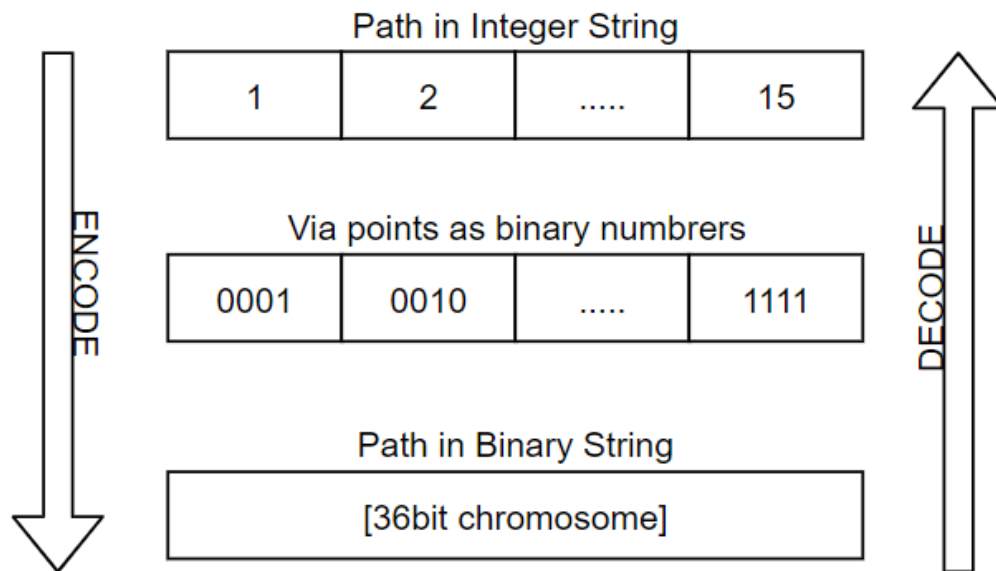 Path in Integer String
1 2 ..... 15
ENCODE
Via points as binary numbrers
0001 0010 ..... 1111
DECODE
Path in Binary String
[36bit chromosome]